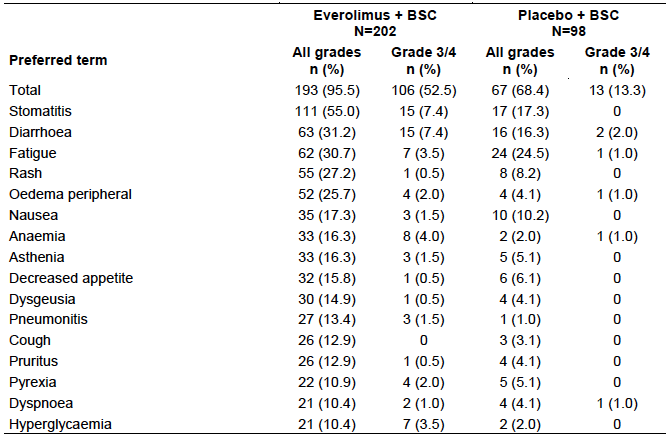 Everolimus + BSC Placebo + BSC
N=202 N=98
Preferred term All grades Grade 3/4 All grades Grade 3/4
n (%) n (%) n (%) n (%)
Total 193 (95.5) 106 (52.5) 67 (68.4) 13 (13.3)
Stomatitis 111 (55.0) 15 (7.4) 17 (17.3) 0
Diarrhoea 63 (31.2) 15 (7.4) 16 (16.3) 2 (2.0)
Fatigue 62 (30.7) 7 (3.5) 24 (24.5) 1 (1.0)
Rash 55 (27.2) 1 (0.5) 8 (8.2) 0
Oedema peripheral 52 (25.7) 4 (2.0) 4 (4.1) 1 (1.0)
Nausea 35 (17.3) 3 (1.5) 10 (10.2) 0
Anaemia 33 (16.3) 8 (4.0) 2 (2.0) 1 (1.0)
Asthenia 33 (16.3) 3 (1.5) 5 (5.1) 0
Decreased appetite 32 (15.8) 1 (0.5) 6 (6.1) 0
Dysgeusia 30 (14.9) 1 (0.5) 4 (4.1) 0
Pneumonitis 27 (13.4) 3 (1.5) 1 (1.0) 0
Cough 26 (12.9) 0 3 (3.1) 0
Pruritus 26 (12.9) 1 (0.5) 4 (4.1) 0
Pyrexia 22 (10.9) 4 (2.0) 5 (5.1) 0
Dyspnoea 21 (10.4) 2 (1.0) 4 (4.1) 1 (1.0)
Hyperglycaemia 21 (10.4) 7 (3.5) 2 (2.0) 0